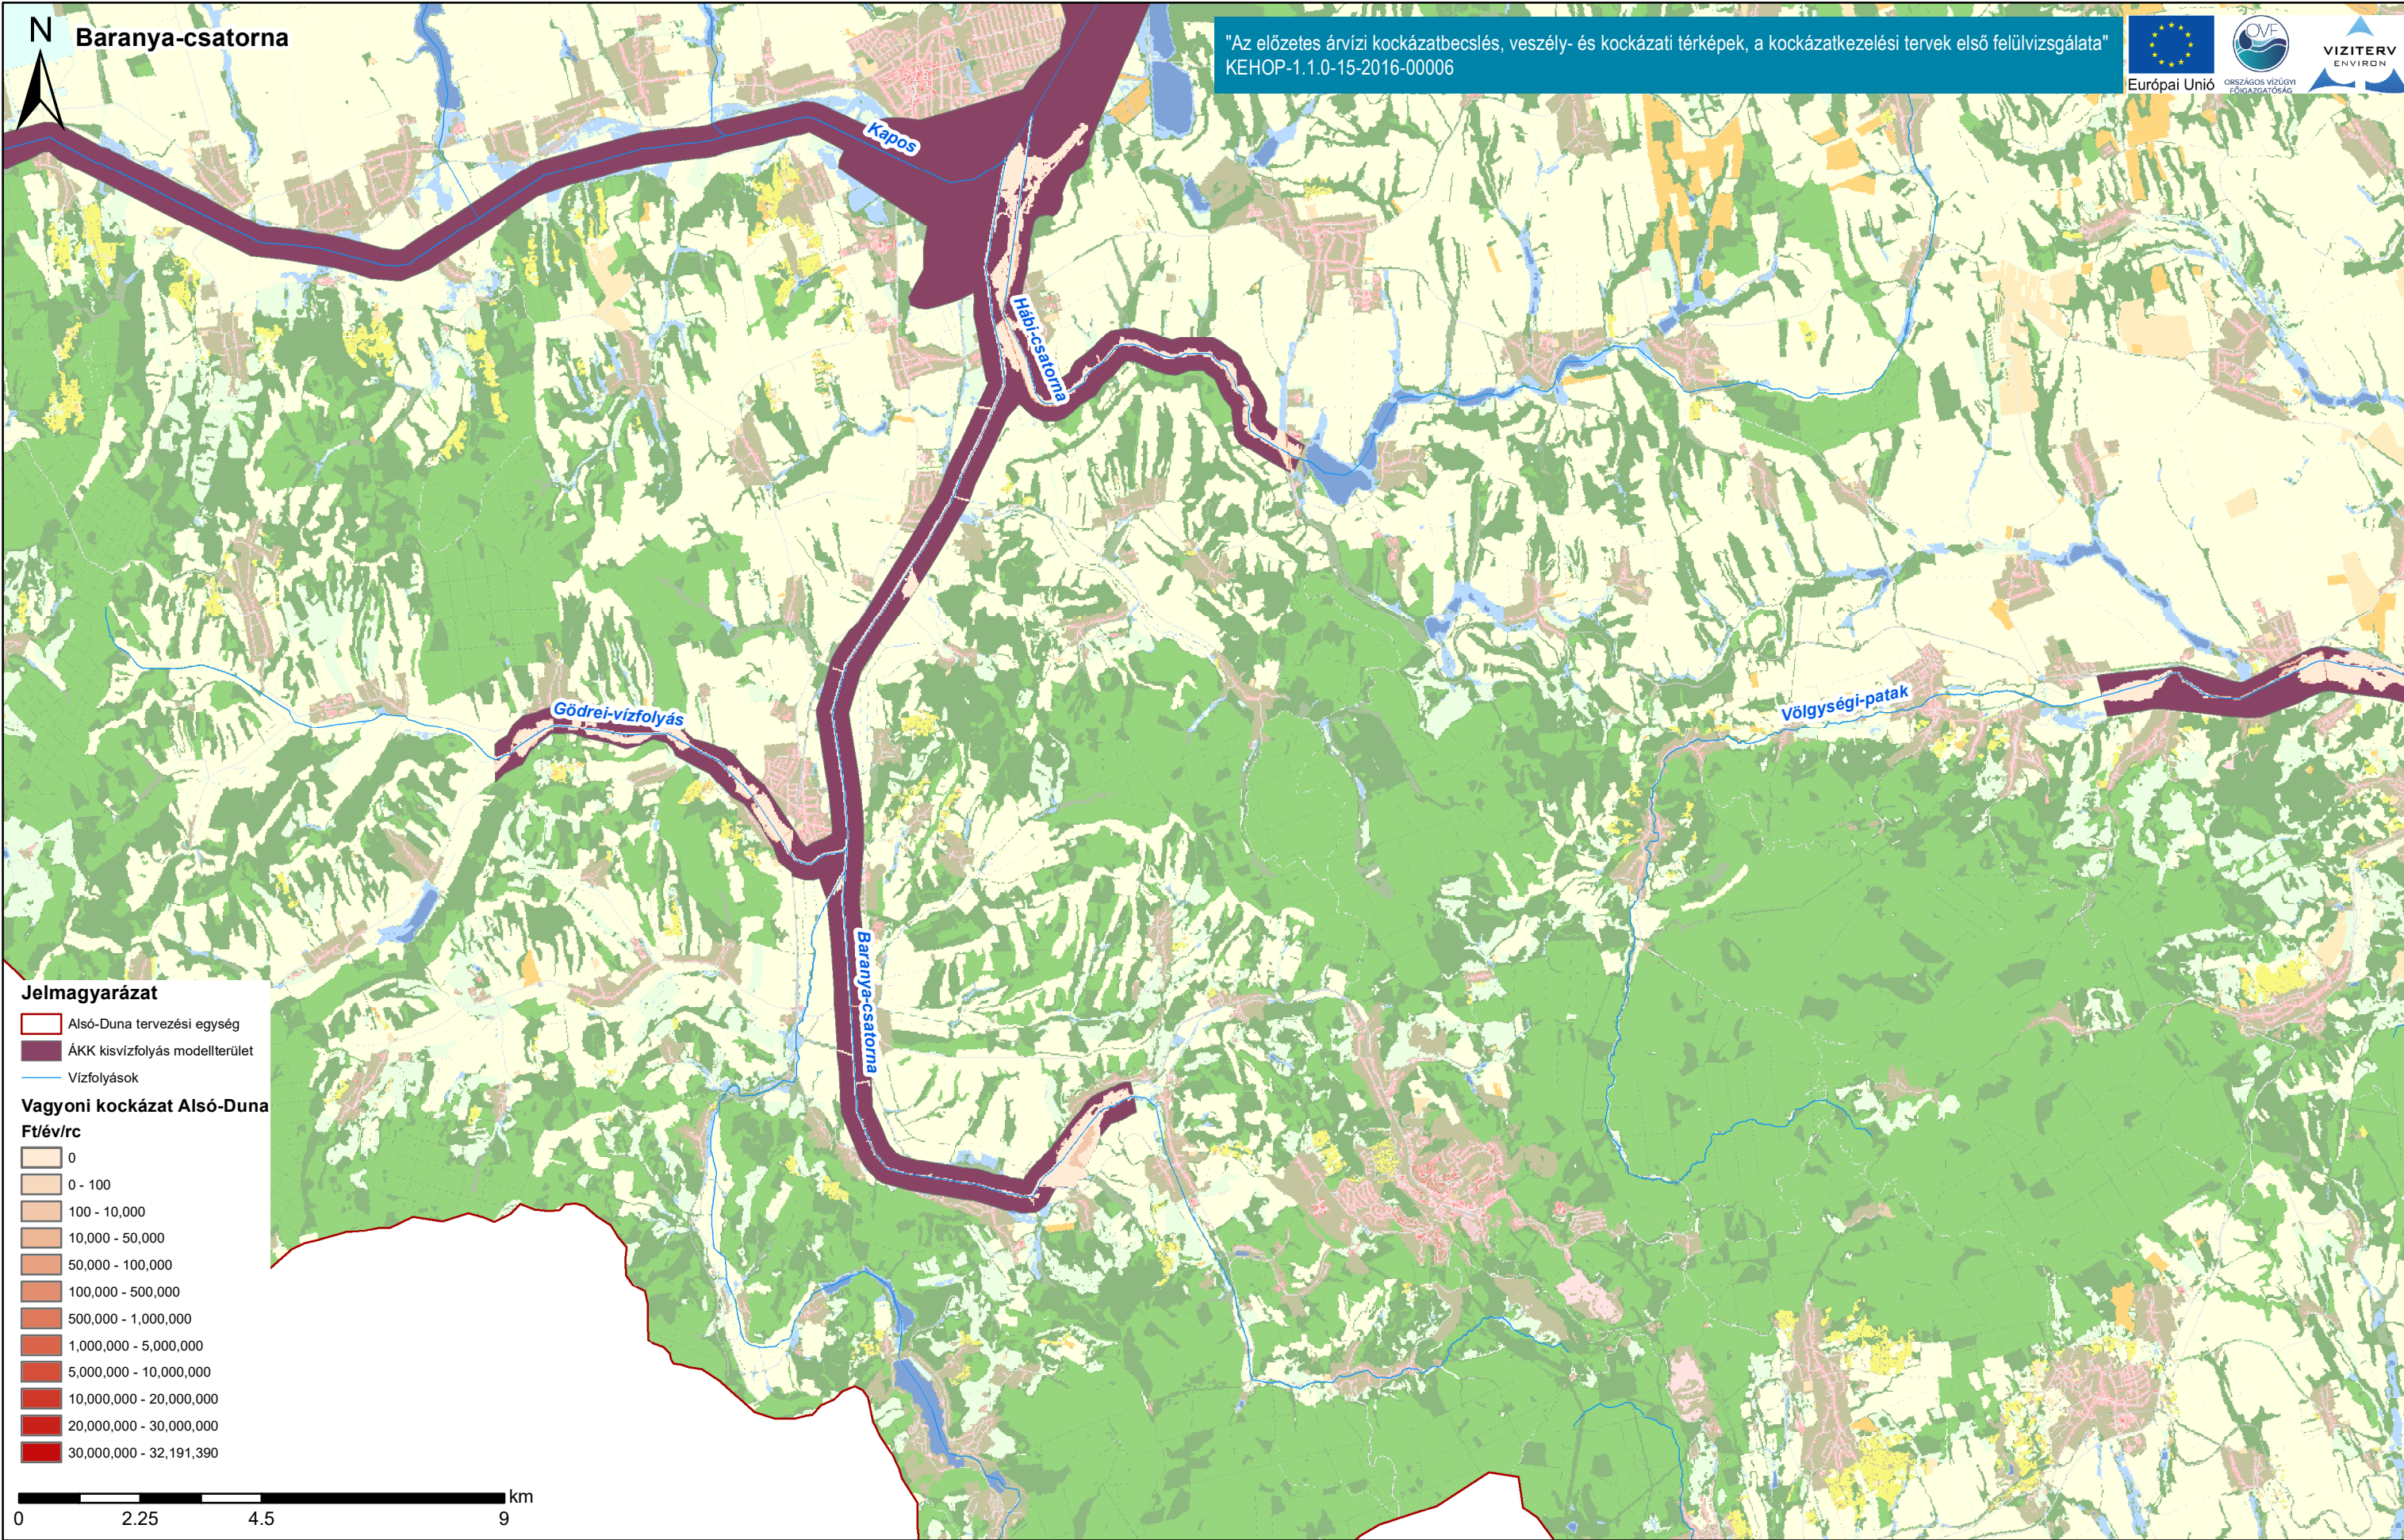 N
Baranya-csatorna
"Az előzetes árvízi kockázatbecslés, veszély- és kockázati térképek, a kockázatkezelési tervek első felülvizsgálata"
KEHOP-1.1.0-15-2016-00006
Európai Unió
OVF
ORSZÁGOS VÍZÜGYI
FŐIGAZGATÓSÁG
VIZITERV
ENVIRON
Kapos
Hábi-csatorna
Gödrei-vízfolyás
Völgységi-patak
Baranya-csatorna
Jelmagyarázat
Alsó-Duna tervezési egység
ÁKK kisvízfolyás modellterület
Vízfolyások
Vagyoni kockázat Alsó-Duna
Ft/év/rc
0
0 - 100
100 - 10,000
10,000 - 50,000
50,000 - 100,000
100,000 - 500,000
500,000 - 1,000,000
1,000,000 - 5,000,000
5,000,000 - 10,000,000
10,000,000 - 20,000,000
20,000,000 - 30,000,000
30,000,000 - 32,191,390
km
0 2.25 4.5 9